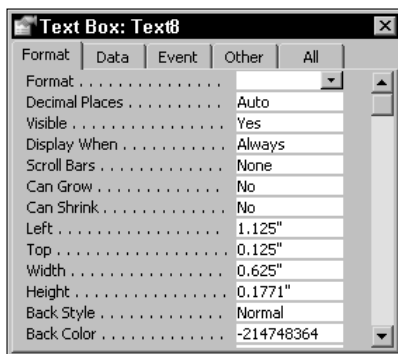 Text Box: Text8
Format Data Event Other All
Format . . . . . . . . . . . . . . . .
Decimal Places . . . . . . . . . . Auto
Visible . . . . . . . . . . . . . . . . Yes
Display When . . . . . . . . . . . Always
Scroll Bars . . . . . . . . . . . . . None
Can Grow . . . . . . . . . . . . . No
Can Shrink . . . . . . . . . . . . . No
Left . . . . . . . . . . . . . . . . . . 1.125"
Top . . . . . . . . . . . . . . . . . . 0.125"
Width . . . . . . . . . . . . . . . . 0.625"
Height . . . . . . . . . . . . . . . . 0.1771"
Back Style . . . . . . . . . . . . . Normal
Back Color . . . . . . . . . . . . . -214748364